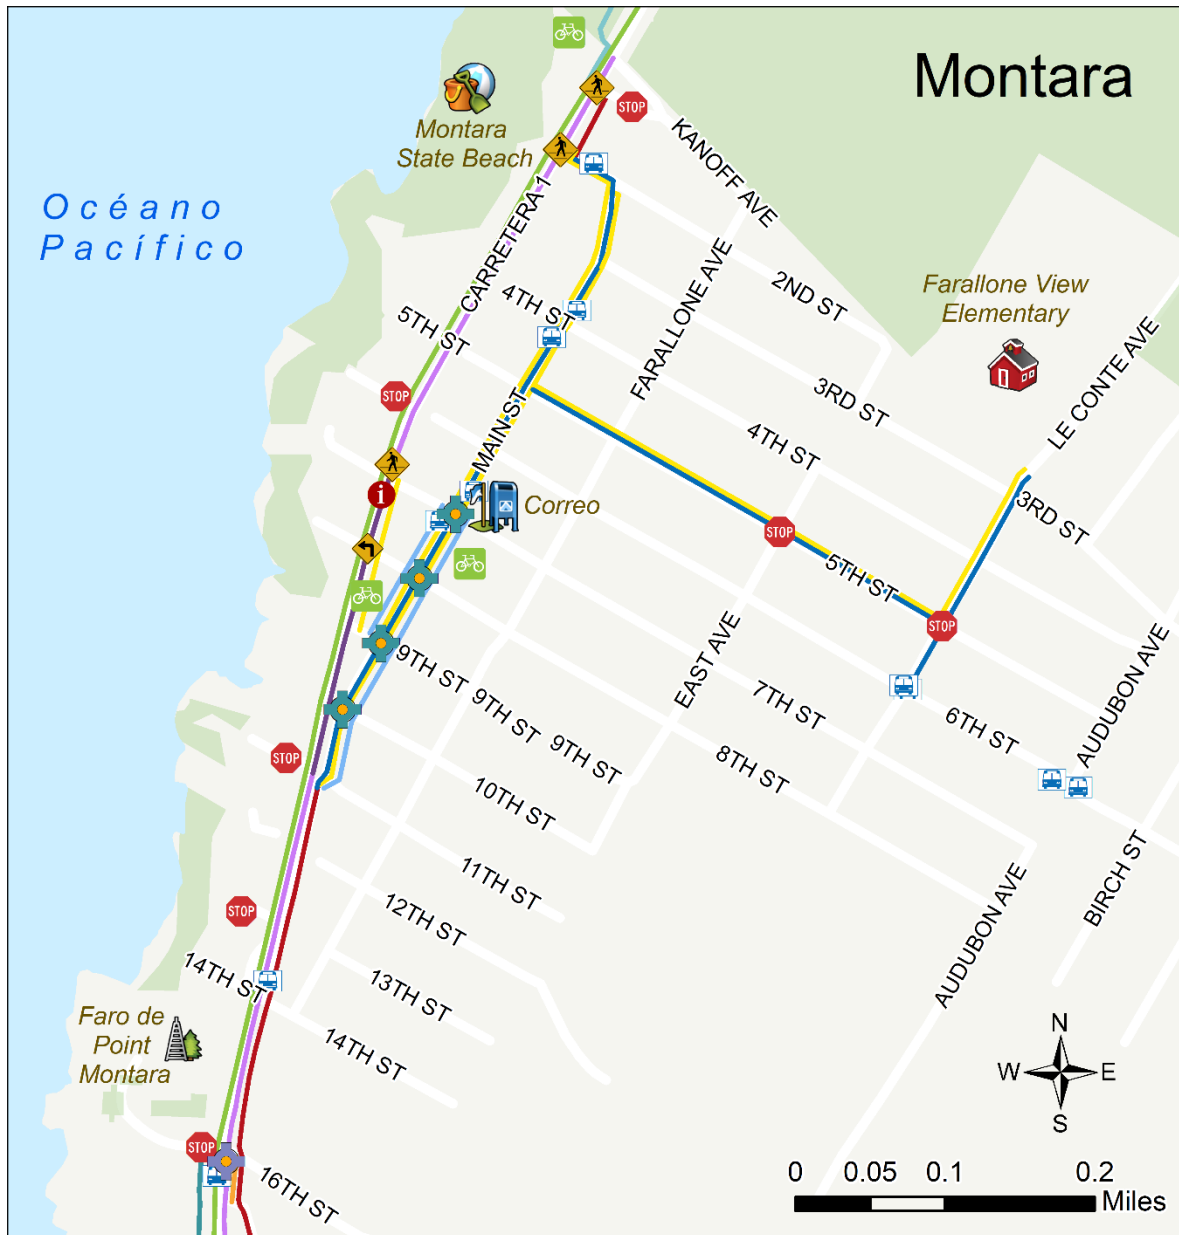 Montara
STOP
Montara
State Beach
KANOFF AVE
Océano
Pacífico
CARRETERA 1
2ND ST
FARALLONE AVE
Farallone View
Elementary
4TH ST
5TH ST
LE CONTE AVE
3RD ST
STOP
4TH ST
MAIN ST
i
Correo
3RD ST
STOP
5TH ST
STOP
EAST AVE
9TH ST
9TH ST
9TH ST
7TH ST
6TH ST
AUDUBON AVE
8TH ST
STOP
10TH ST
11TH ST
BIRCH ST
12TH ST
STOP
AUDUBON AVE
14TH ST
13TH ST
Faro de
Point
Montara
14TH ST
N
W E
S
STOP
16TH ST
0 0.05 0.1 0.2
Miles